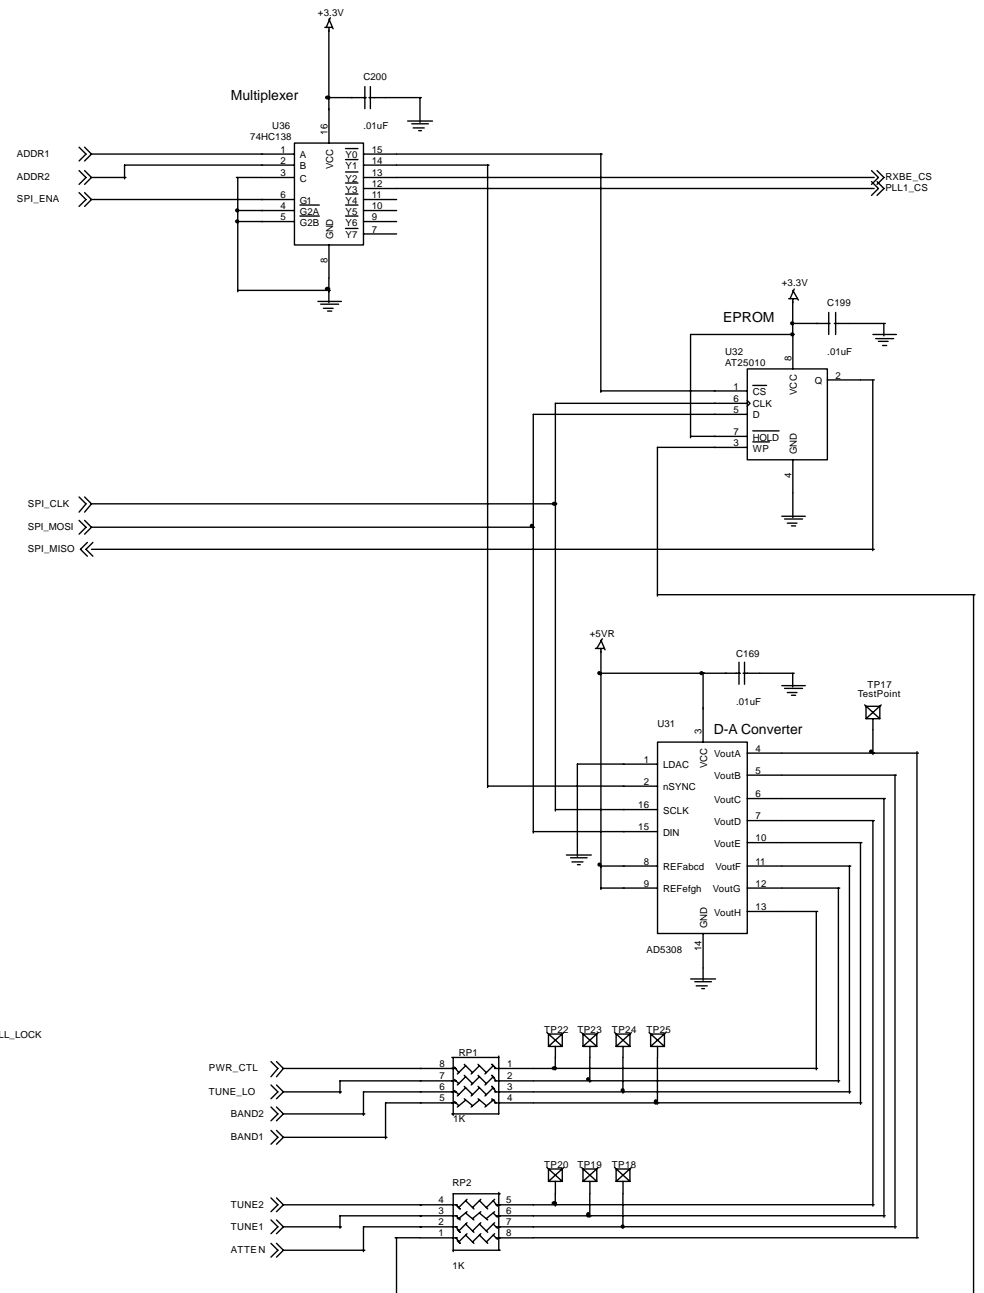 +3.3V
C200
Multiplexer
.01uF
U36
74HC138
16
VCC
ADDR1
1 A Y0 15
2 B Y1 14
ADDR2
3 C Y2 13
RXBE_CS
Y3 12
PLL1_CS
SPI_ENA
6 G1 Y4 11
4 G2A Y5 10
5 G2B Y6 9
GND Y7 7
8
+3.3V
C199
EPROM
.01uF
U32
AT25010
8
VCC
Q 2
1 CS
6 CLK
5 D
7 HOLD
3 WP
GND
4
SPI_CLK
SPI_MOSI
SPI_MISO
+5VR
C169
.01uF
TP17
TestPoint
U31
3
D-A Converter
VCC
VoutA 4
1 LDAC
VoutB 5
2 nSYNC
VoutC 6
16 SCLK
VoutD 7
15 DIN
VoutE 10
8 REFabcd VoutF 11
9 REFefgh VoutG 12
VoutH 13
GND
14
AD5308
LL_LOCK
TP22 TP23 TP24 TP25
RP1
PWR_CTL 8 1
7 2
TUNE_LO 6 3
5 4
BAND2
1K
BAND1
TP20 TP19 TP18
RP2
TUNE2 4 5
3 6
TUNE1 2 7
1 8
ATTEN
1K